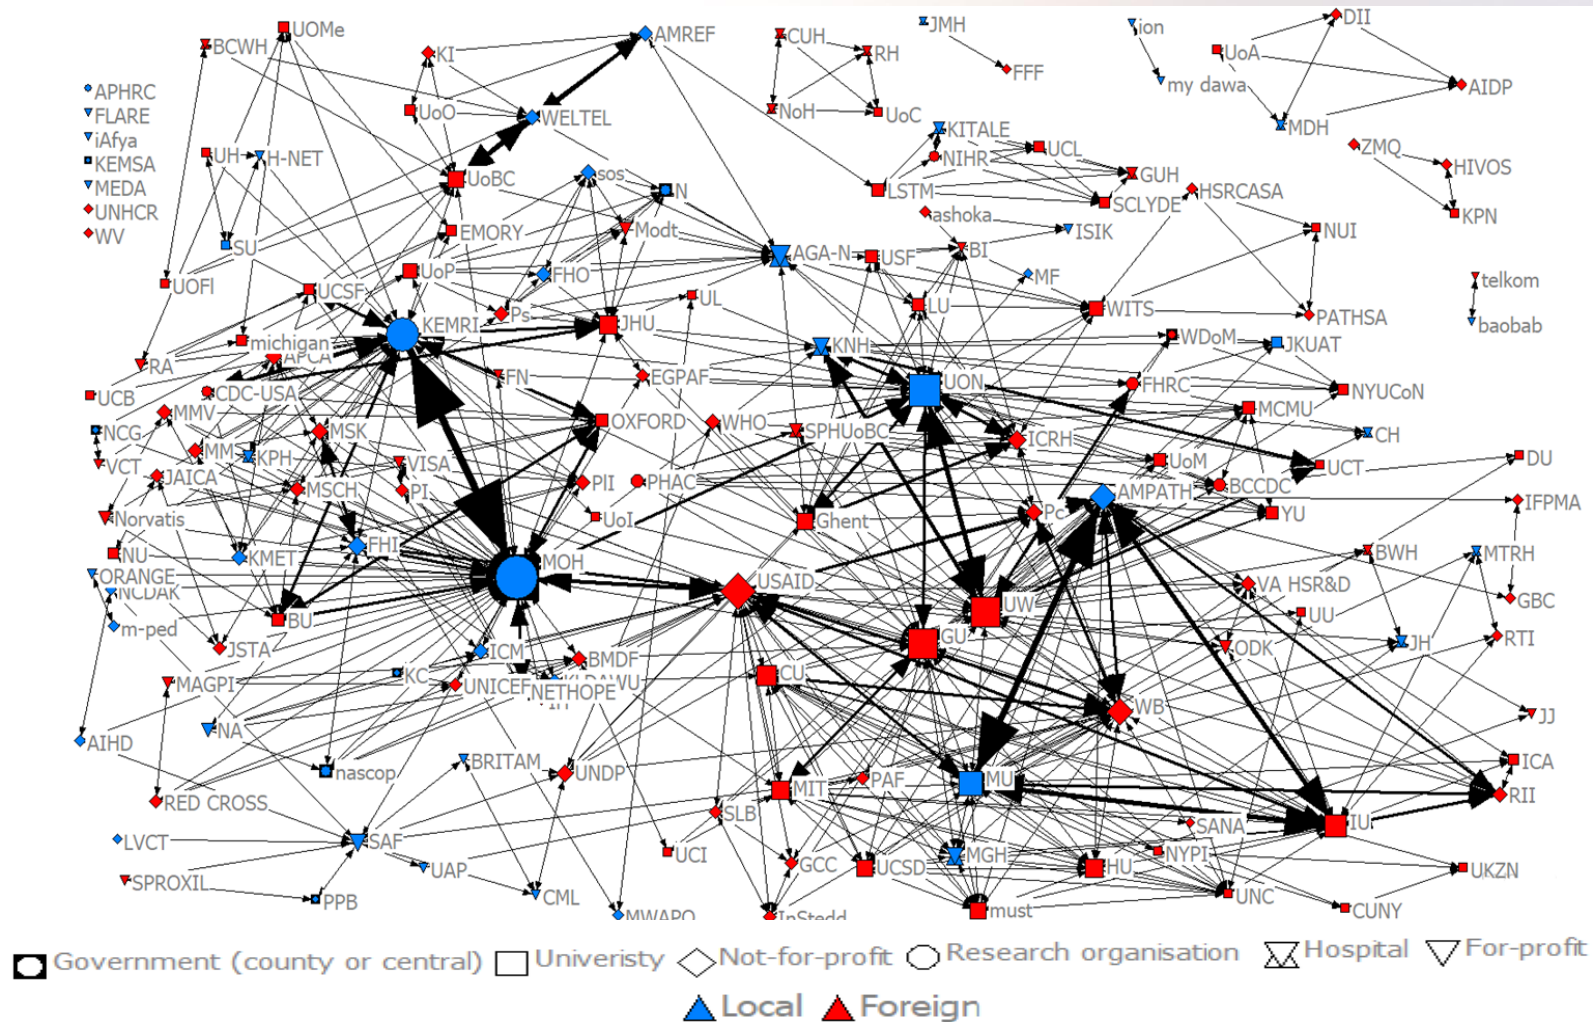 UOMe
BCWH
KI
AMREF
CUH
RH
JMH
FFF
ion
my dawa
UoA
DII
AIDP
MDH
APHRC
FLARE
iAfya
KEMSA
MEDA
UNHCR
WV
UoO
WELTEL
NoH
UoC
KITALE
NIHR
UCL
GUH
ZMQ
HIVOS
KPN
UH
H-NET
UoBC
sos
N
LSTM
SCLYDE
HSRCASA
ashoka
ISIK
NUI
SU
EMORY
Modt
AGA-N
USF
BI
MF
UOFl
UCSF
UoP
FHO
Ps
UL
LU
WITS
PATHSA
telkom
baobab
michigan
APCA
KEMRI
JHU
KNH
WDoM
JKUAT
RA
UCB
CDC-USA
FN
EGPAF
UON
FHRC
NYUCoN
MMV
NCG
MSK
OXFORD
WHO
SPHUoBC
ICRH
MCMU
CH
VCT
MM
KPH
JAICA
MSCH
VISA
PI
PII
PHAC
UoM
BCCDC
UCT
DU
Norvatis
UoI
Ghent
Pc
AMPATH
YU
IFPMA
NU
KMET
FHI
MOH
USAID
UW
BWH
MTRH
ORANGE
NCDAK
m-ped
BU
VA HSR&D
UU
GBC
JSTA
ICM
BMDF
GU
ODK
JH
RTI
MAGPI
KC
UNICEF
NETHOPE
CU
WB
JJ
AIHD
NA
nascop
BRITAM
UNDP
MIT
PAF
MU
ICA
RII
RED CROSS
SLB
SANA
IU
LVCT
SAF
UCI
GCC
UCSD
MGH
HU
NYPI
UKZN
SPROXIL
UAP
PPB
CML
MWAPO
InStedd
must
UNC
CUNY
Government (county or central) Univeristy Not-for-profit Research organisation Hospital For-profit
Local Foreign